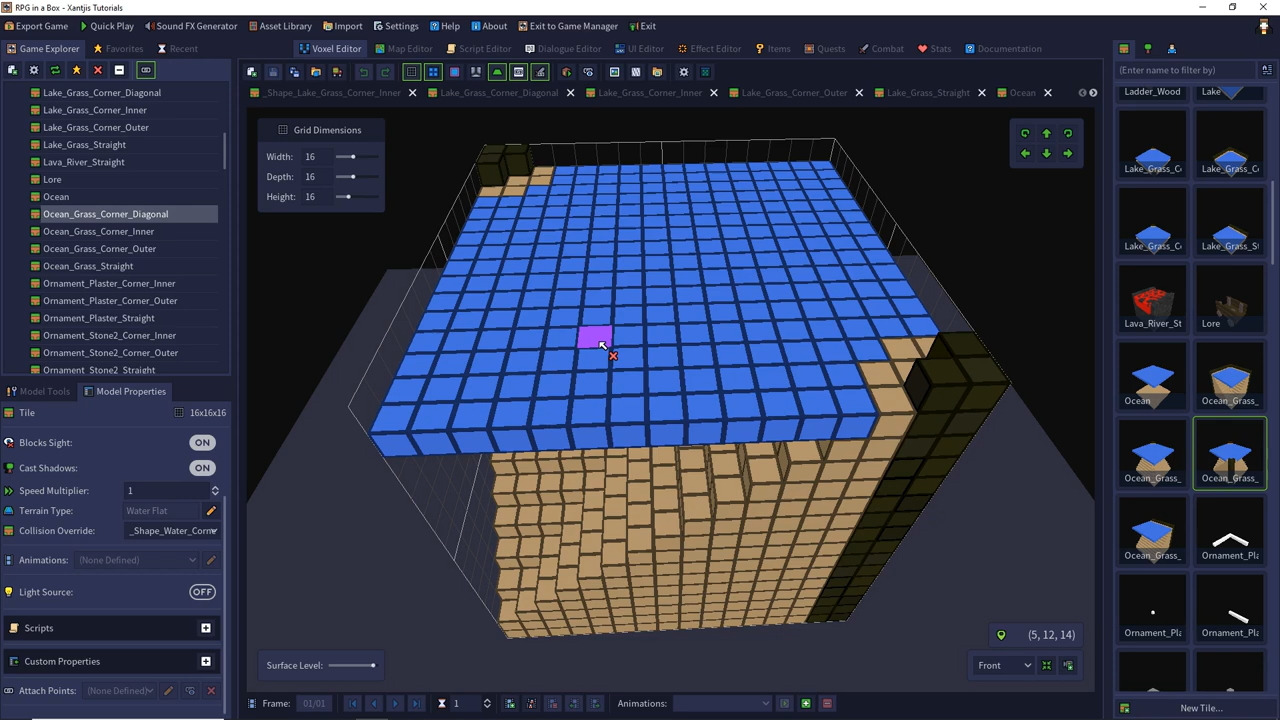 RPG in a Box - Xantjis Tutorials
Export Game Quick Play Sound FX Generator Asset Library Import Settings Help About Exit to Game Manager Exit
Game Explorer Favorites Recent Voxel Editor Map Editor Script Editor Dialogue Editor UI Editor Effect Editor Items Quests Combat Stats Documentation
(Enter name to filter by)
_Shape_Lake_Grass_Corner_Inner Lake_Grass_Corner_Diagonal Lake_Grass_Corner_Inner Lake_Grass_Corner_Outer Lake_Grass_Straight Ocean
Lake_Grass_Corner_Diagonal
Lake_Grass_Corner_Inner
Lake_Grass_Corner_Outer
Lake_Grass_Straight
Lava_River_Straight
Lore
Ocean
Ocean_Grass_Corner_Diagonal
Ocean_Grass_Corner_Inner
Ocean_Grass_Corner_Outer
Ocean_Grass_Straight
Ornament_Plaster_Corner_Inner
Ornament_Plaster_Corner_Outer
Ornament_Plaster_Straight
Ornament_Stone2_Corner_Inner
Ornament_Stone2_Corner_Outer
Ornament_Stone2_Straight
Model Tools Model Properties
Tile 16x16x16
Blocks Sight: ON
Cast Shadows: ON
Speed Multiplier: 1
Terrain Type: Water Flat
Collision Override: _Shape_Water_Corn
Animations: (None Defined)
Light Source: OFF
Scripts
Custom Properties
Attach Points: (None Defined)
Grid Dimensions
Width: 16
Depth: 16
Height: 16
(5, 12, 14)
Surface Level:
Front
Frame: 01/01 1 Animations:
Ladder_Wood Lake
Lake_Grass_Co Lake_Grass_Co
Lake_Grass_Co Lake_Grass_St
Lava_River_St Lore
Ocean Ocean_Grass_
Ocean_Grass_ Ocean_Grass_
Ocean_Grass_ Ornament_Pla
Ornament_Pla Ornament_Pla
New Tile...